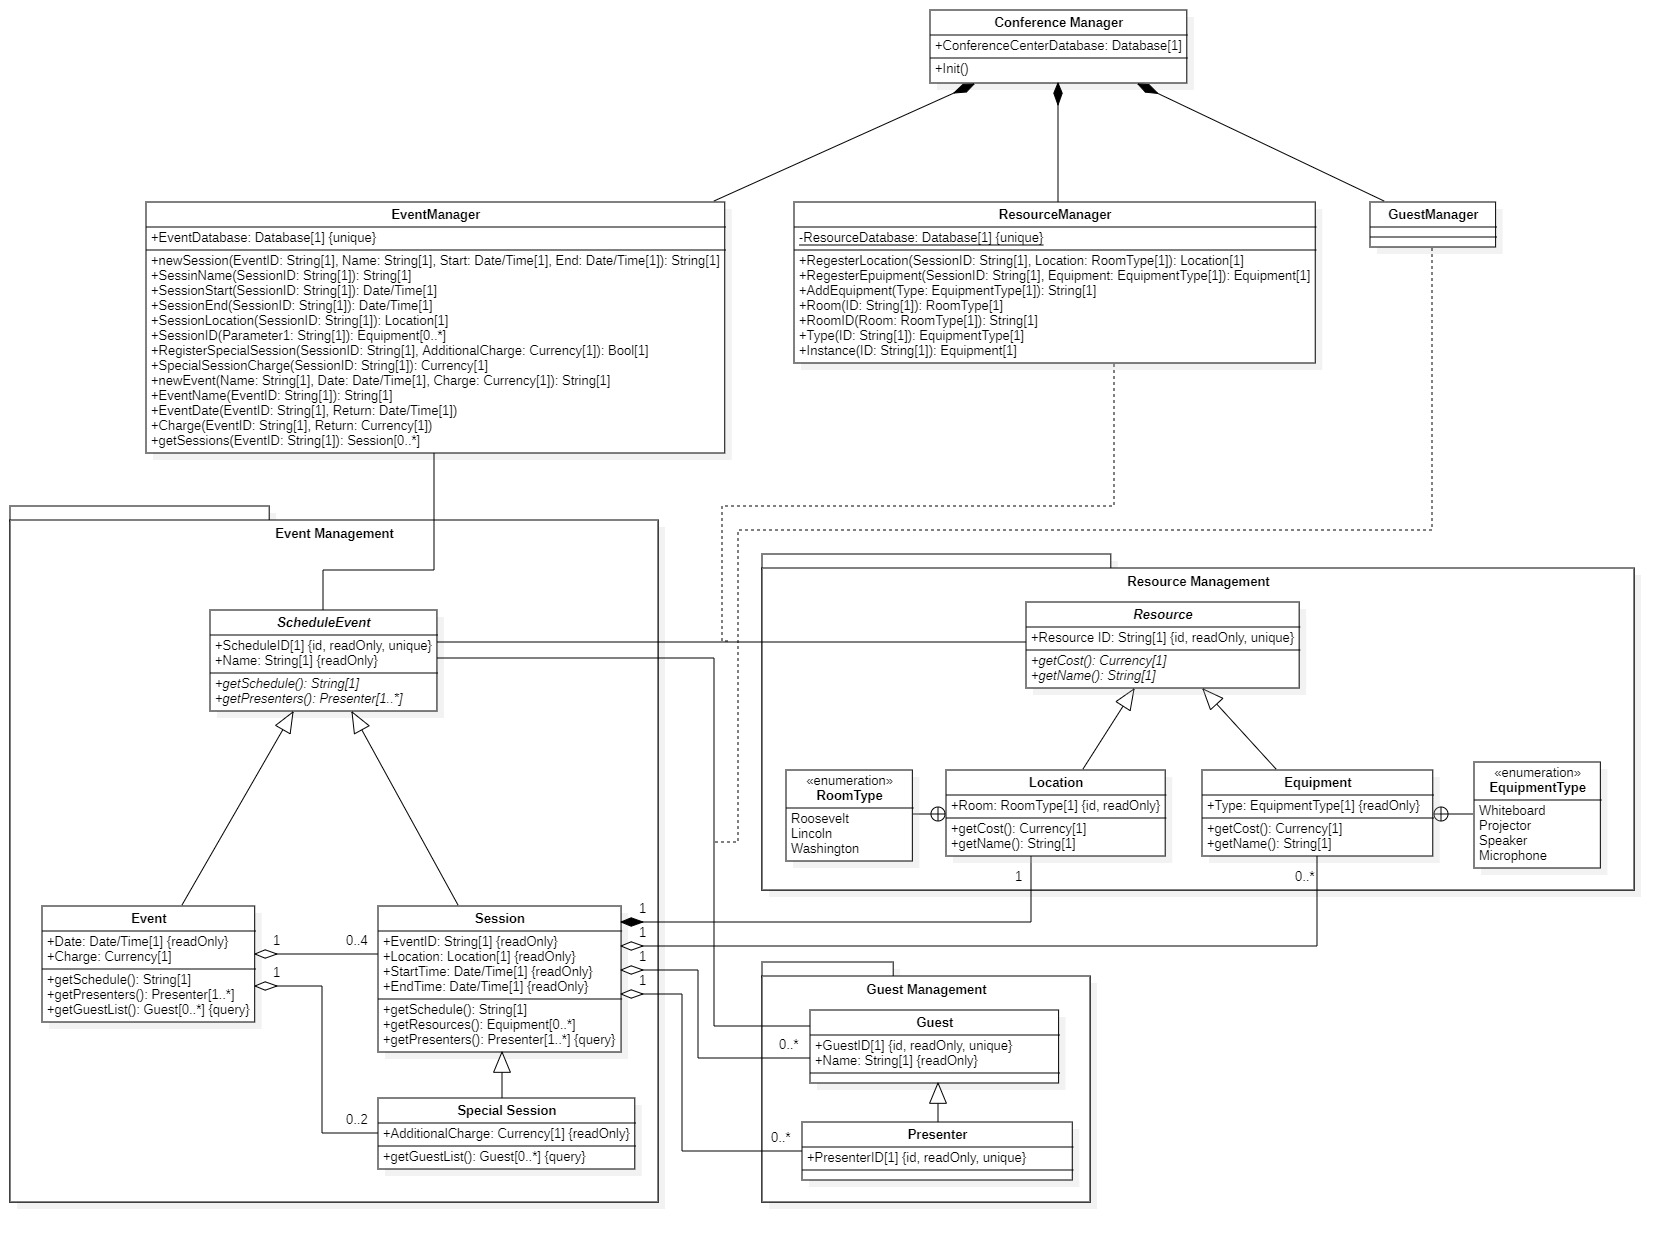 Conference Manager
+ConferenceCenterDatabase: Database[1]
+Init()
EventManager
+EventDatabase: Database[1] {unique}
+newSession(EventID: String[1], Name: String[1], Start: Date/Time[1], End: Date/Time[1]): String[1]
+SessinName(SessionID: String[1]): String[1]
+SessionStart(SessionID: String[1]): Date/Time[1]
+SessionEnd(SessionID: String[1]): Date/Time[1]
+SessionLocation(SessionID: String[1]): Location[1]
+SessionID(Parameter1: String[1]): Equipment[0..*]
+RegisterSpecialSession(SessionID: String[1], AdditionalCharge: Currency[1]): Bool[1]
+SpecialSessionCharge(SessionID: String[1]): Currency[1]
+newEvent(Name: String[1], Date: Date/Time[1], Charge: Currency[1]): String[1]
+EventName(EventID: String[1]): String[1]
+EventDate(EventID: String[1], Return: Date/Time[1])
+Charge(EventID: String[1], Return: Currency[1])
+getSessions(EventID: String[1]): Session[0..*]
ResourceManager
-ResourceDatabase: Database[1] {unique}
+RegesterLocation(SessionID: String[1], Location: RoomType[1]): Location[1]
+RegesterEpuipment(SessionID: String[1], Equipment: EquipmentType[1]): Equipment[1]
+AddEquipment(Type: EquipmentType[1]): String[1]
+Room(ID: String[1]): RoomType[1]
+RoomID(Room: RoomType[1]): String[1]
+Type(ID: String[1]): EquipmentType[1]
+Instance(ID: String[1]): Equipment[1]
GuestManager
Event Management
ScheduleEvent
+ScheduleID[1] {id, readOnly, unique}
+Name: String[1] {readOnly}
+getSchedule(): String[1]
+getPresenters(): Presenter[1..*]
Resource Management
Resource
+Resource ID: String[1] {id, readOnly, unique}
+getCost(): Currency[1]
+getName(): String[1]
«enumeration»
RoomType
Roosevelt
Lincoln
Washington
Location
+Room: RoomType[1] {id, readOnly}
+getCost(): Currency[1]
+getName(): String[1]
1
Equipment
+Type: EquipmentType[1] {readOnly}
+getCost(): Currency[1]
+getName(): String[1]
0..*
«enumeration»
EquipmentType
Whiteboard
Projector
Speaker
Microphone
Event
+Date: Date/Time[1] {readOnly}
+Charge: Currency[1]
+getSchedule(): String[1]
+getPresenters(): Presenter[1..*]
+getGuestList(): Guest[0..*] {query}
1
0..4
1
0..2
Session
+EventID: String[1] {readOnly}
+Location: Location[1] {readOnly}
+StartTime: Date/Time[1] {readOnly}
+EndTime: Date/Time[1] {readOnly}
+getSchedule(): String[1]
+getResources(): Equipment[0..*]
+getPresenters(): Presenter[1..*] {query}
1
1
1
1
Special Session
+AdditionalCharge: Currency[1] {readOnly}
+getGuestList(): Guest[0..*] {query}
Guest Management
Guest
+GuestID[1] {id, readOnly, unique}
+Name: String[1] {readOnly}
0..*
Presenter
+PresenterID[1] {id, readOnly, unique}
0..*